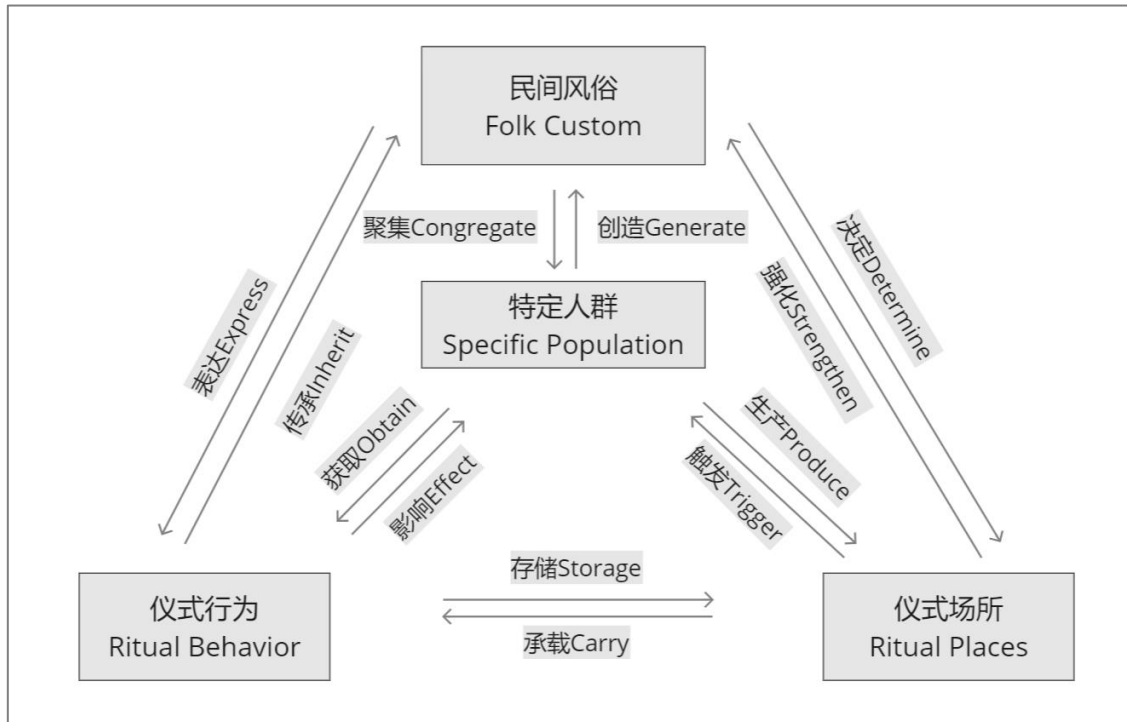 民间风俗
Folk Custom
聚集Congregate
创造Generate
特定人群
Specific Population
表达Express
传承Inherit
获取Obtain
影响Effect
强化Strengthen
决定Determine
生产Produce
触发Trigger
存储Storage
承载Carry
仪式行为
Ritual Behavior
仪式场所
Ritual Places